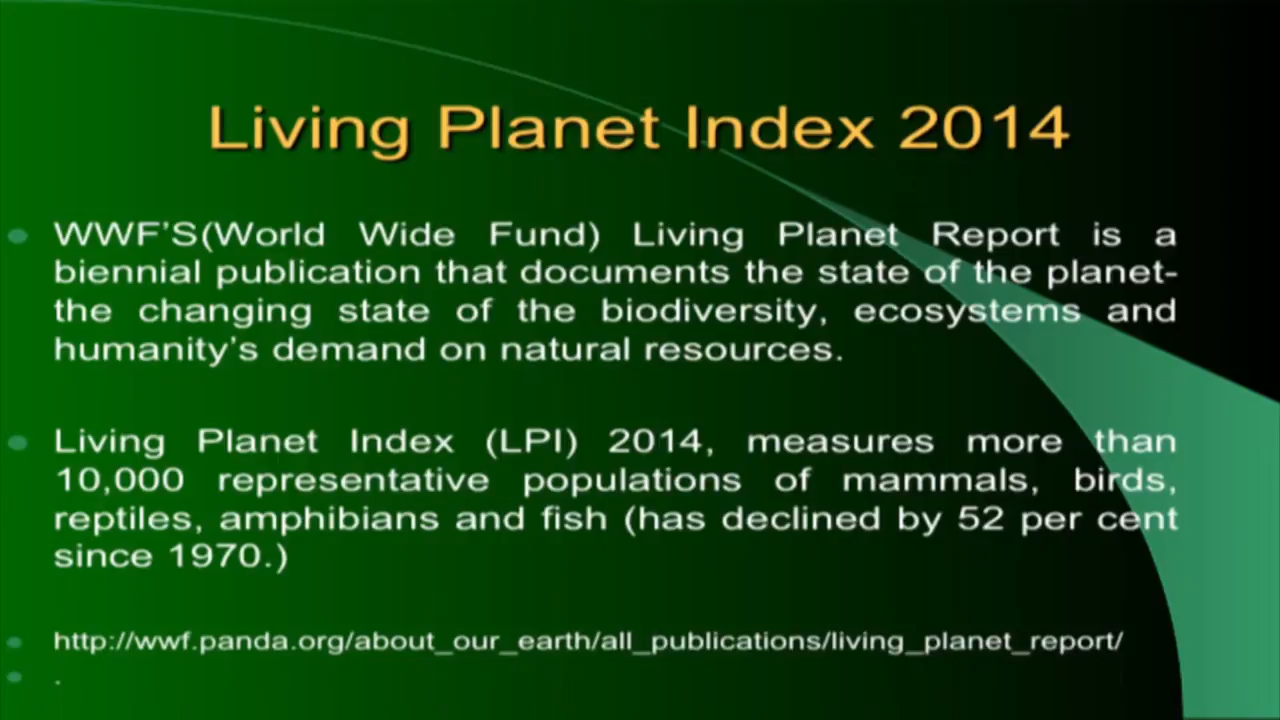 Living Planet Index 2014
WWF'S(World Wide Fund) Living Planet Report is a
biennial publication that documents the state of the planet-
the changing state of the biodiversity, ecosystems and
humanity's demand on natural resources.
Living Planet Index (LPI) 2014, measures more than
10,000 representative populations of mammals, birds,
reptiles, amphibians and fish (has declined by 52 per cent
since 1970.)
http://wwf.panda.org/about_our_earth/all_publications/living_planet_report/
.